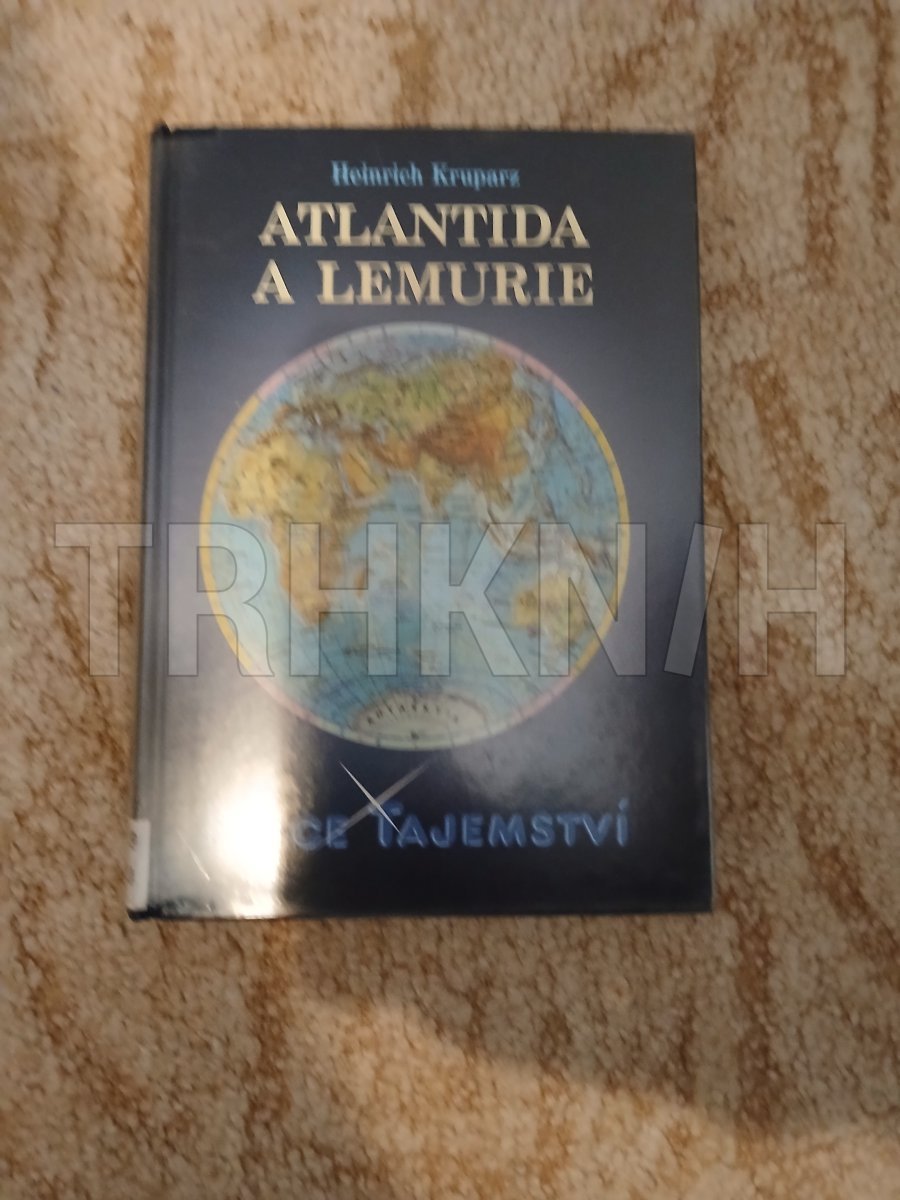 Heinrich Kruparz
ATLANTIDA
A LEMURIE
TRHKNIH
TAJEMSTVÍ